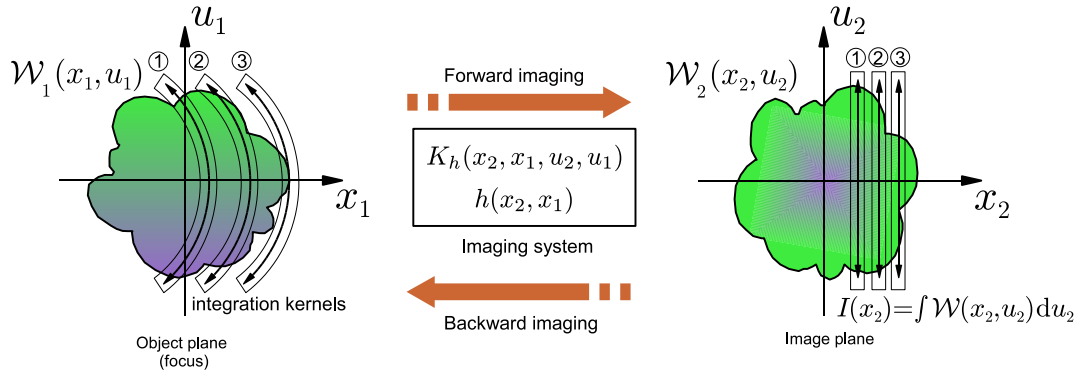 u₁
① ② ③
𝒲₁(x₁, u₁)
x₁
integration kernels
Object plane
(focus)
Forward imaging
K_h(x₂, x₁, u₂, u₁)
h(x₂, x₁)
Imaging system
Backward imaging
u₂
① ② ③
𝒲₂(x₂, u₂)
x₂
I(x₂)=∫ 𝒲(x₂, u₂)du₂
Image plane